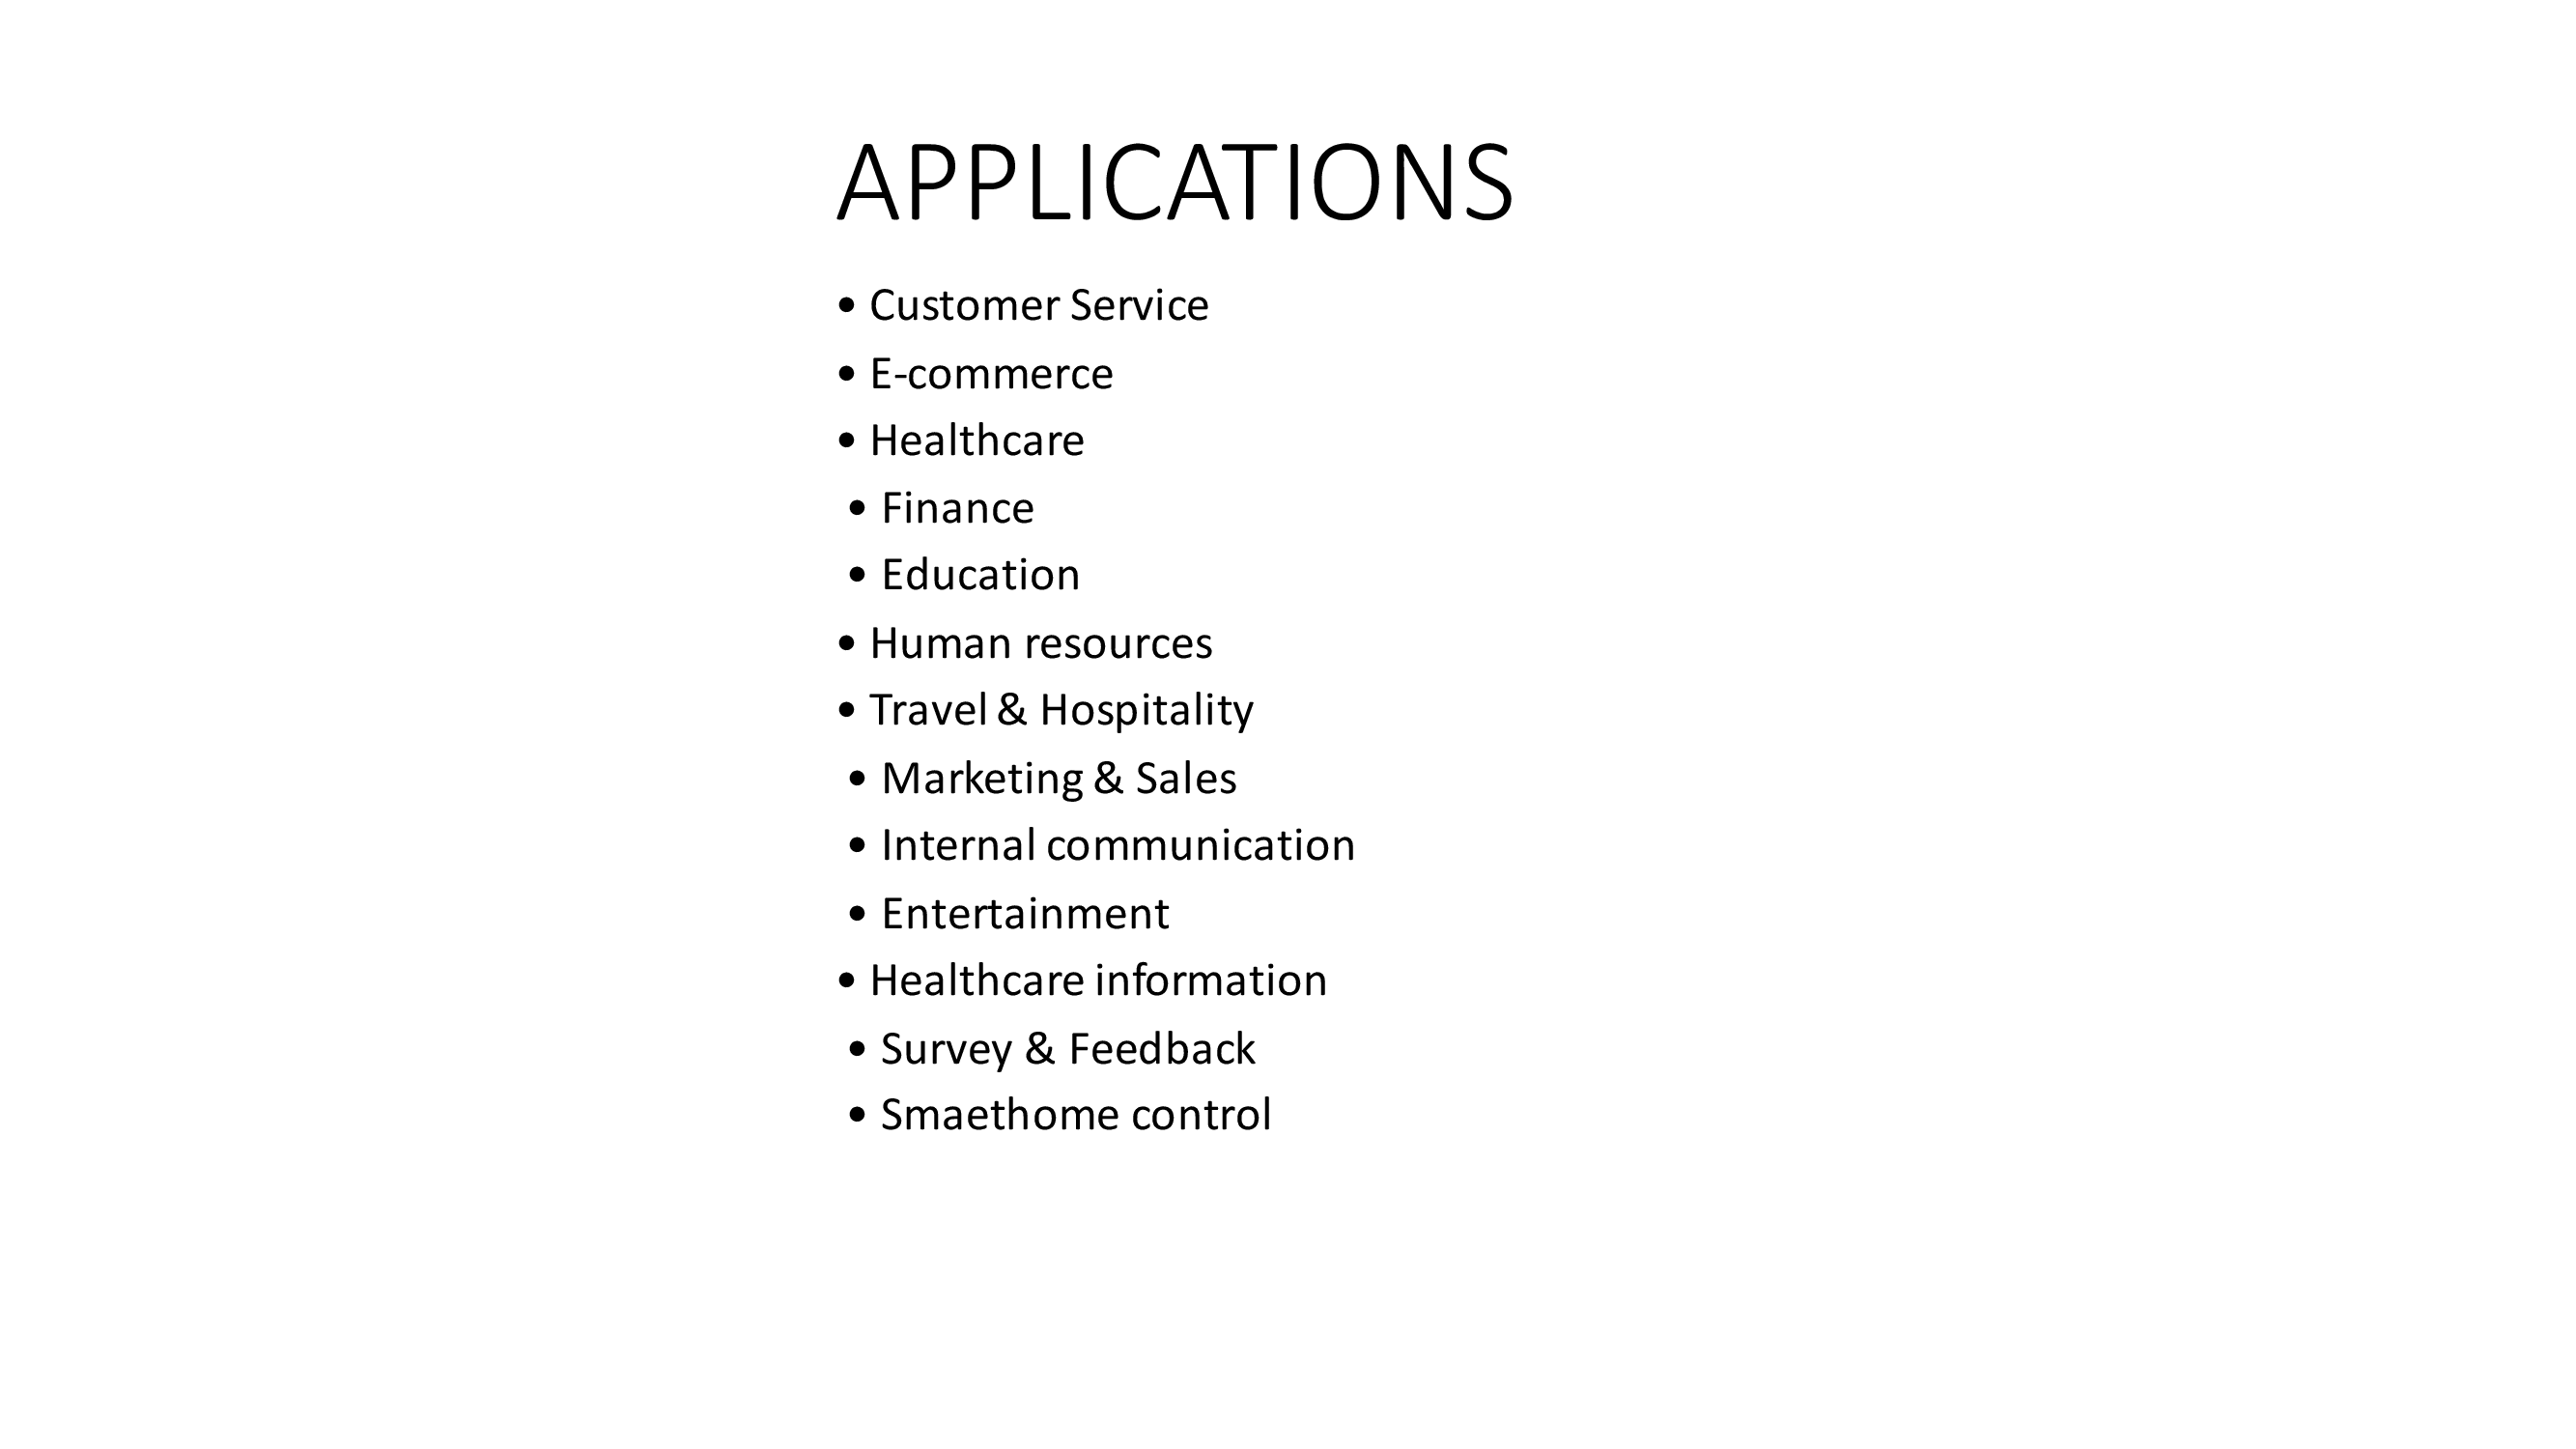 APPLICATIONS
• Customer Service
• E-commerce
• Healthcare
• Finance
• Education
• Human resources
• Travel & Hospitality
• Marketing & Sales
• Internal communication
• Entertainment
• Healthcare information
• Survey & Feedback
• Smaethome control